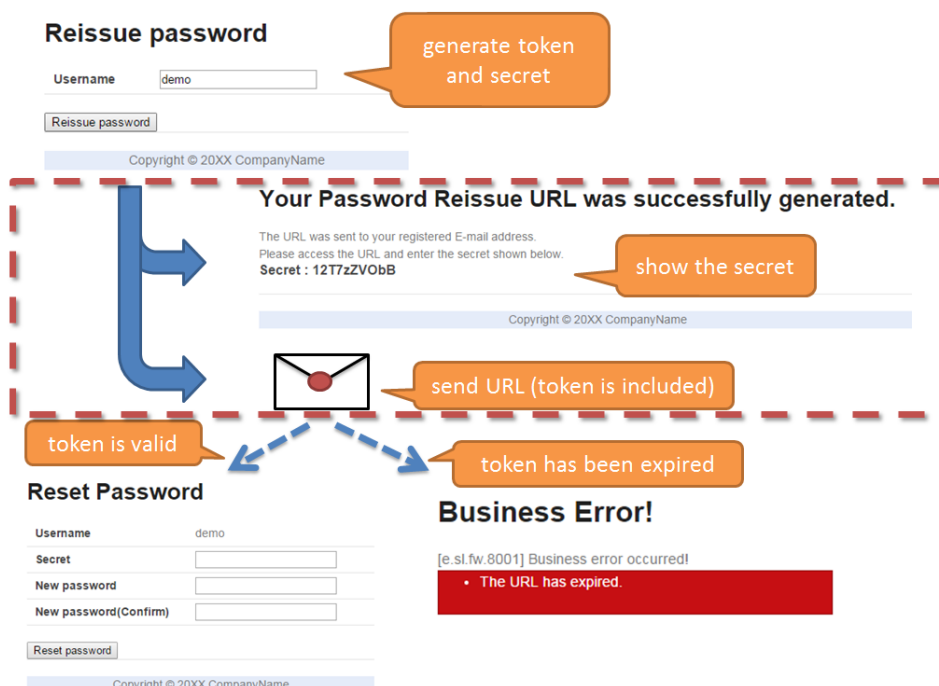 Reissue password
generate token
and secret
Username demo
Reissue password
Copyright © 20XX CompanyName
Your Password Reissue URL was successfully generated.
The URL was sent to your registered E-mail address.
Please access the URL and enter the secret shown below.
Secret : 12T7zZVObB
show the secret
Copyright © 20XX CompanyName
send URL (token is included)
token is valid
token has been expired
Reset Password
Username demo
Secret
New password
New password(Confirm)
Reset password
Copyright © 20XX CompanyName
Business Error!
[e.sl.fw.8001] Business error occurred!
• The URL has expired.